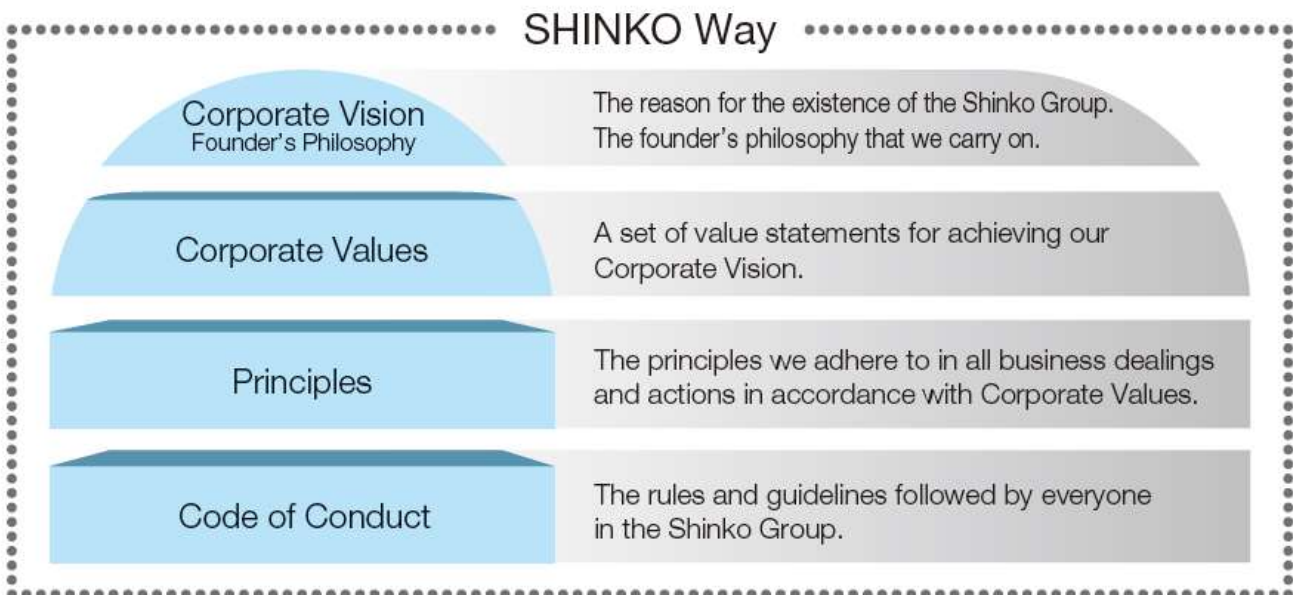 SHINKO Way
Corporate Vision
Founder's Philosophy
The reason for the existence of the Shinko Group.
The founder's philosophy that we carry on.
Corporate Values
A set of value statements for achieving our
Corporate Vision.
Principles
The principles we adhere to in all business dealings
and actions in accordance with Corporate Values.
Code of Conduct
The rules and guidelines followed by everyone
in the Shinko Group.